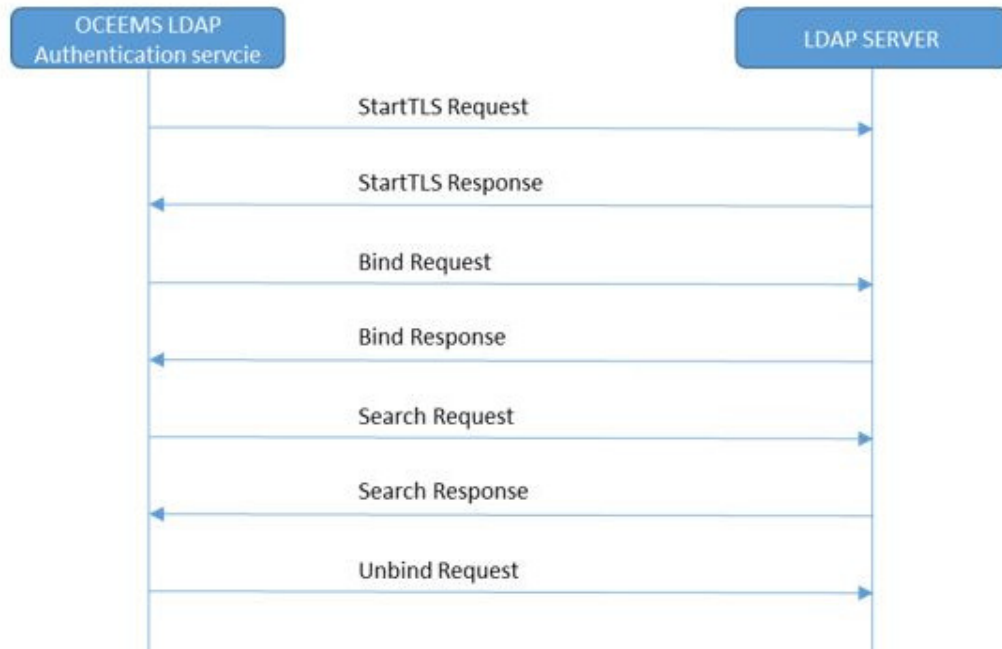 OCEEMS LDAP
Authentication servcie
LDAP SERVER
StartTLS Request
StartTLS Response
Bind Request
Bind Response
Search Request
Search Response
Unbind Request